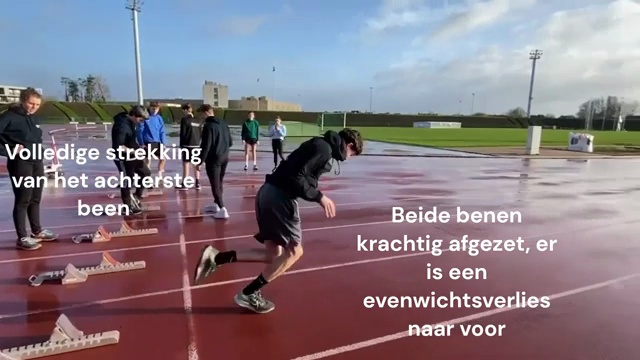 Volledige strekking
van het achterste
been
Beide benen
krachtig afgezet, er
is een
evenwichtsverlies
naar voor